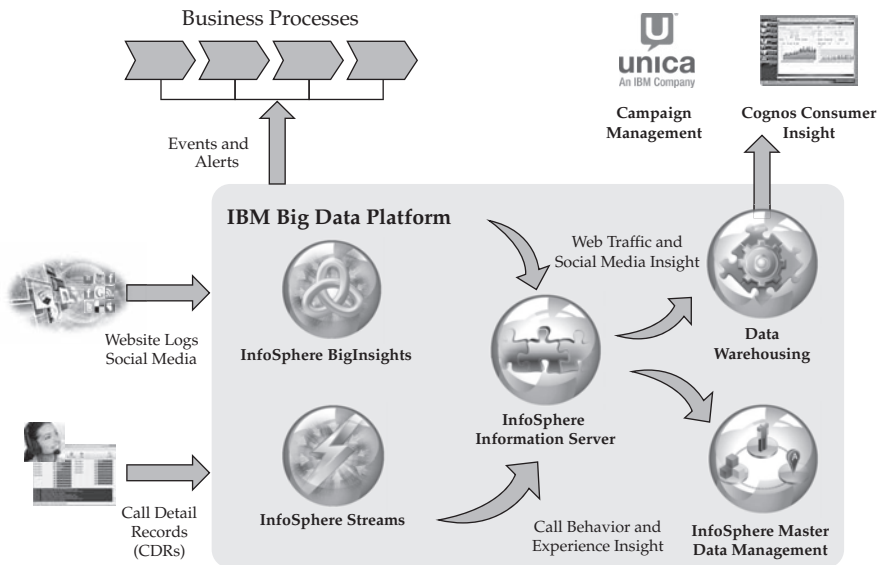 Business Processes
Events and
Alerts
unica
An IBM Company
Campaign
Management
Cognos Consumer
Insight
IBM Big Data Platform
Website Logs
Social Media
InfoSphere BigInsights
Web Traffic and
Social Media Insight
Data
Warehousing
InfoSphere
Information Server
Call Detail
Records
(CDRs)
InfoSphere Streams
Call Behavior and
Experience Insight
InfoSphere Master
Data Management